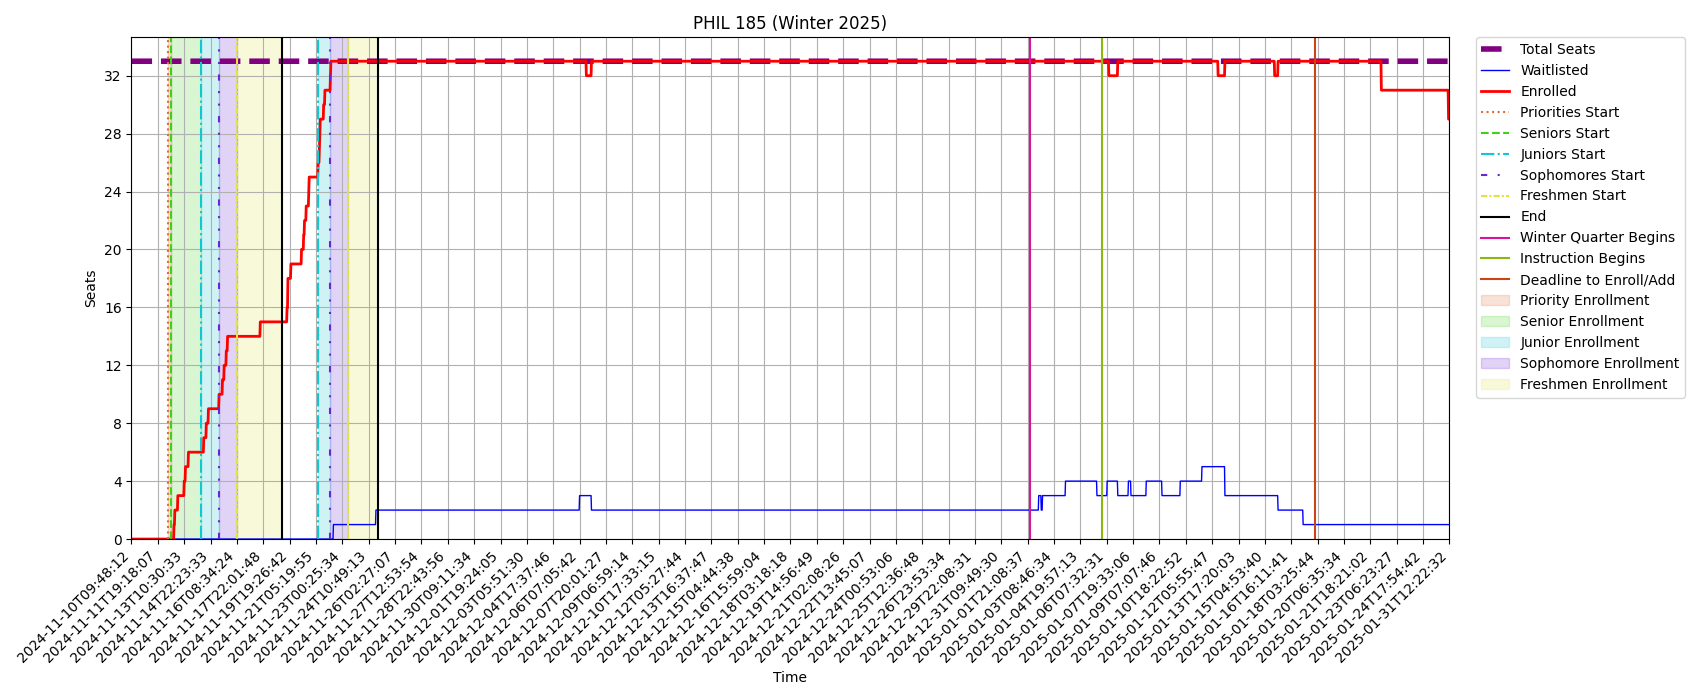 PHIL 185 (Winter 2025)
Seats
32
28
24
20
16
12
8
4
0
2024-11-10T09:48:12
2024-11-11T19:18:07
2024-11-13T10:30:33
2024-11-14T22:23:33
2024-11-16T08:34:24
2024-11-17T22:01:48
2024-11-19T19:26:42
2024-11-21T05:19:55
2024-11-23T00:25:34
2024-11-24T10:49:13
2024-11-26T02:27:07
2024-11-27T12:53:54
2024-11-28T22:43:56
2024-11-30T09:11:34
2024-12-01T19:24:05
2024-12-03T05:51:30
2024-12-04T17:37:46
2024-12-06T07:05:42
2024-12-07T20:01:27
2024-12-09T06:59:14
2024-12-10T17:33:15
2024-12-12T05:27:44
2024-12-13T16:37:47
2024-12-15T04:44:38
2024-12-16T15:59:04
2024-12-18T03:18:18
2024-12-19T14:56:49
2024-12-21T02:08:26
2024-12-22T13:45:07
2024-12-24T00:53:06
2024-12-25T12:36:48
2024-12-26T23:53:34
2024-12-29T22:08:31
2024-12-31T09:49:30
2025-01-01T21:08:37
2025-01-03T08:46:34
2025-01-04T19:57:13
2025-01-06T07:32:31
2025-01-07T19:33:06
2025-01-09T07:07:46
2025-01-10T18:22:52
2025-01-12T05:55:47
2025-01-13T17:20:03
2025-01-15T04:53:40
2025-01-16T16:11:41
2025-01-18T03:25:44
2025-01-20T06:35:34
2025-01-21T18:21:02
2025-01-23T06:23:27
2025-01-24T17:54:42
2025-01-31T12:22:32
Time
Total Seats
Waitlisted
Enrolled
Priorities Start
Seniors Start
Juniors Start
Sophomores Start
Freshmen Start
End
Winter Quarter Begins
Instruction Begins
Deadline to Enroll/Add
Priority Enrollment
Senior Enrollment
Junior Enrollment
Sophomore Enrollment
Freshmen Enrollment